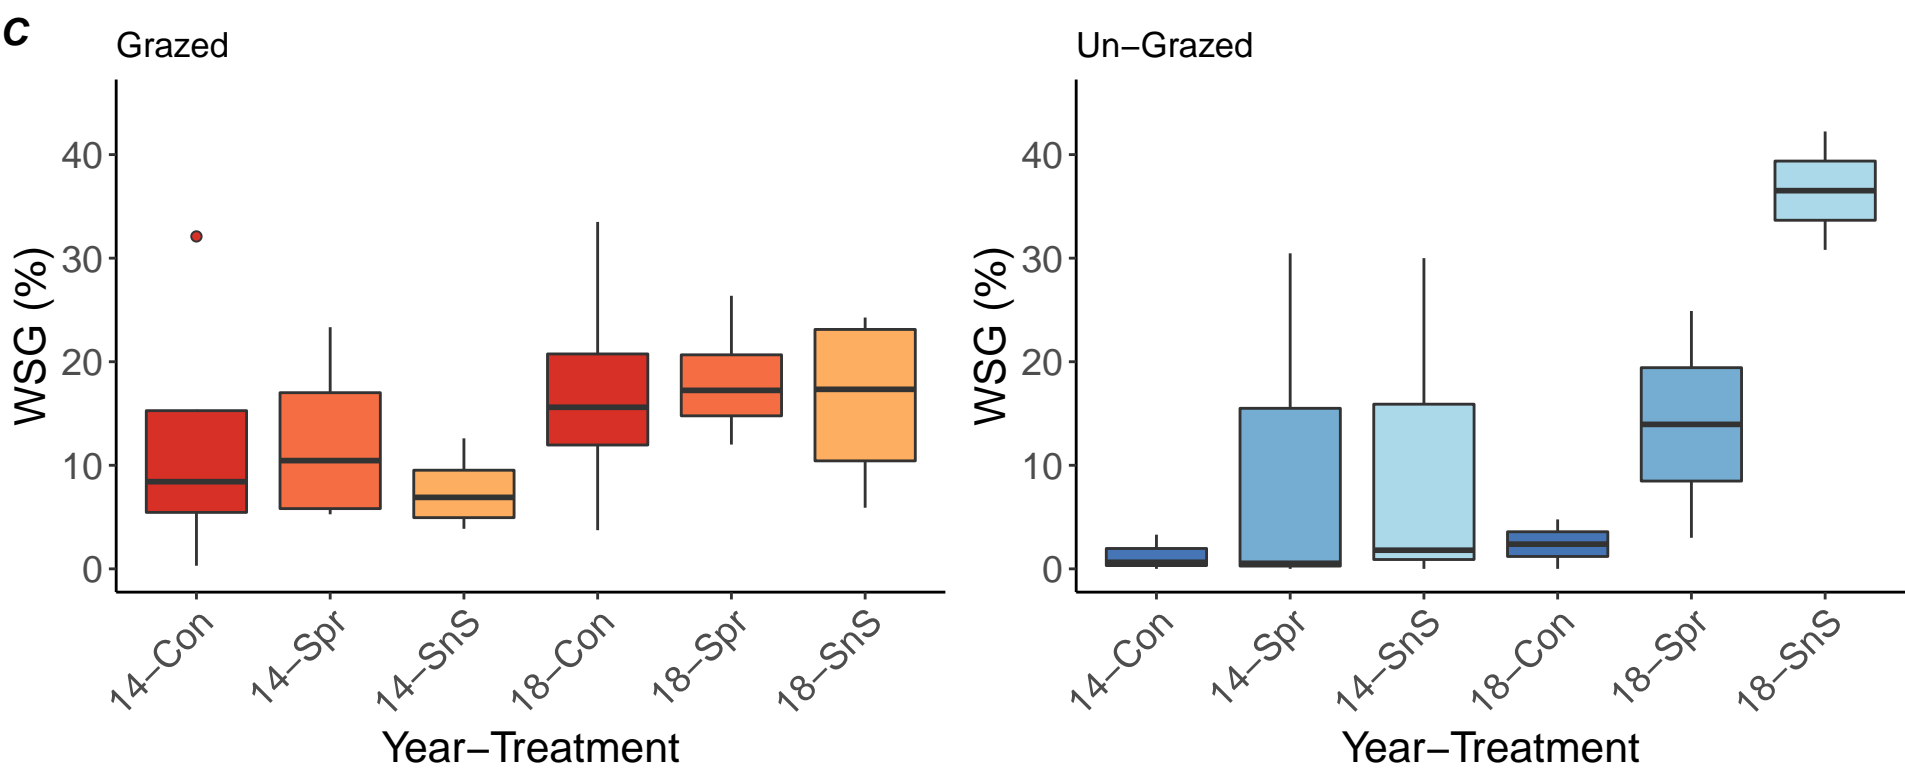 C
Grazed
WSG (%)
40
30
20
10
0
14–Con
14–Spr
14–SnS
18–Con
18–Spr
18–SnS
Year–Treatment
Un–Grazed
WSG (%)
40
30
20
10
0
14–Con
14–Spr
14–SnS
18–Con
18–Spr
18–SnS
Year–Treatment